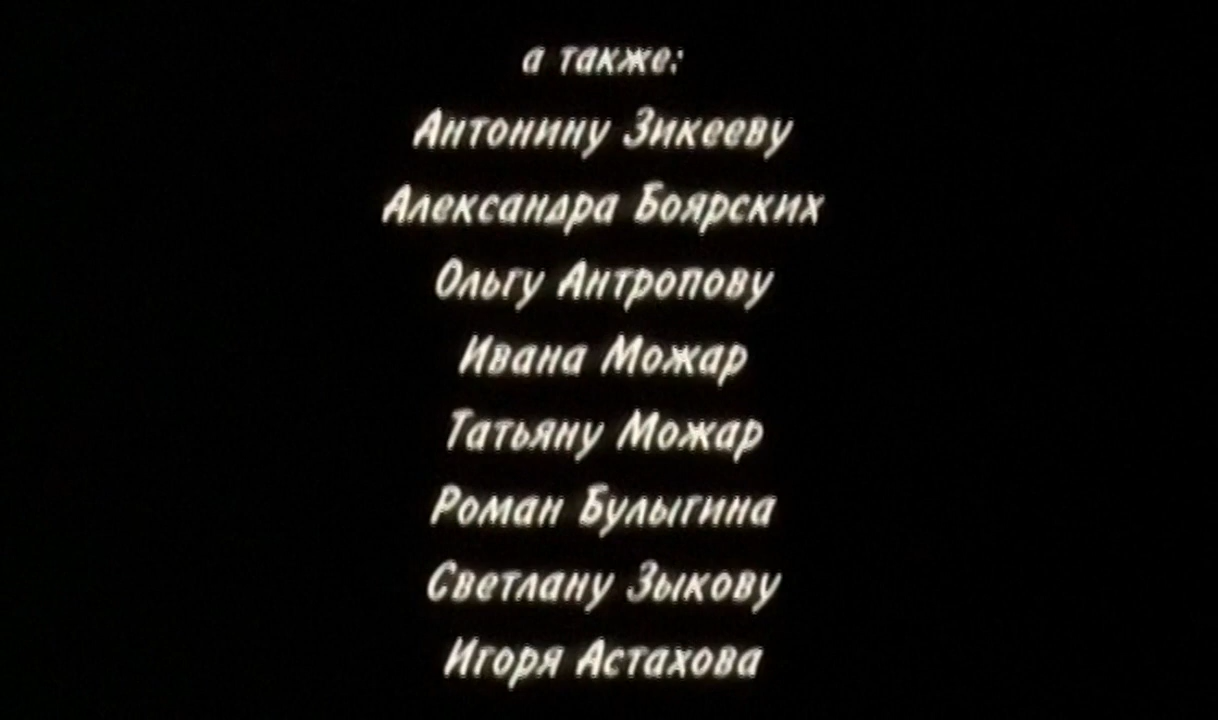 а также:
Антонину Зикееву
Александра Боярских
Ольгу Антропову
Ивана Можар
Татьяну Можар
Роман Булыгина
Светлану Зыкову
Игоря Астахова